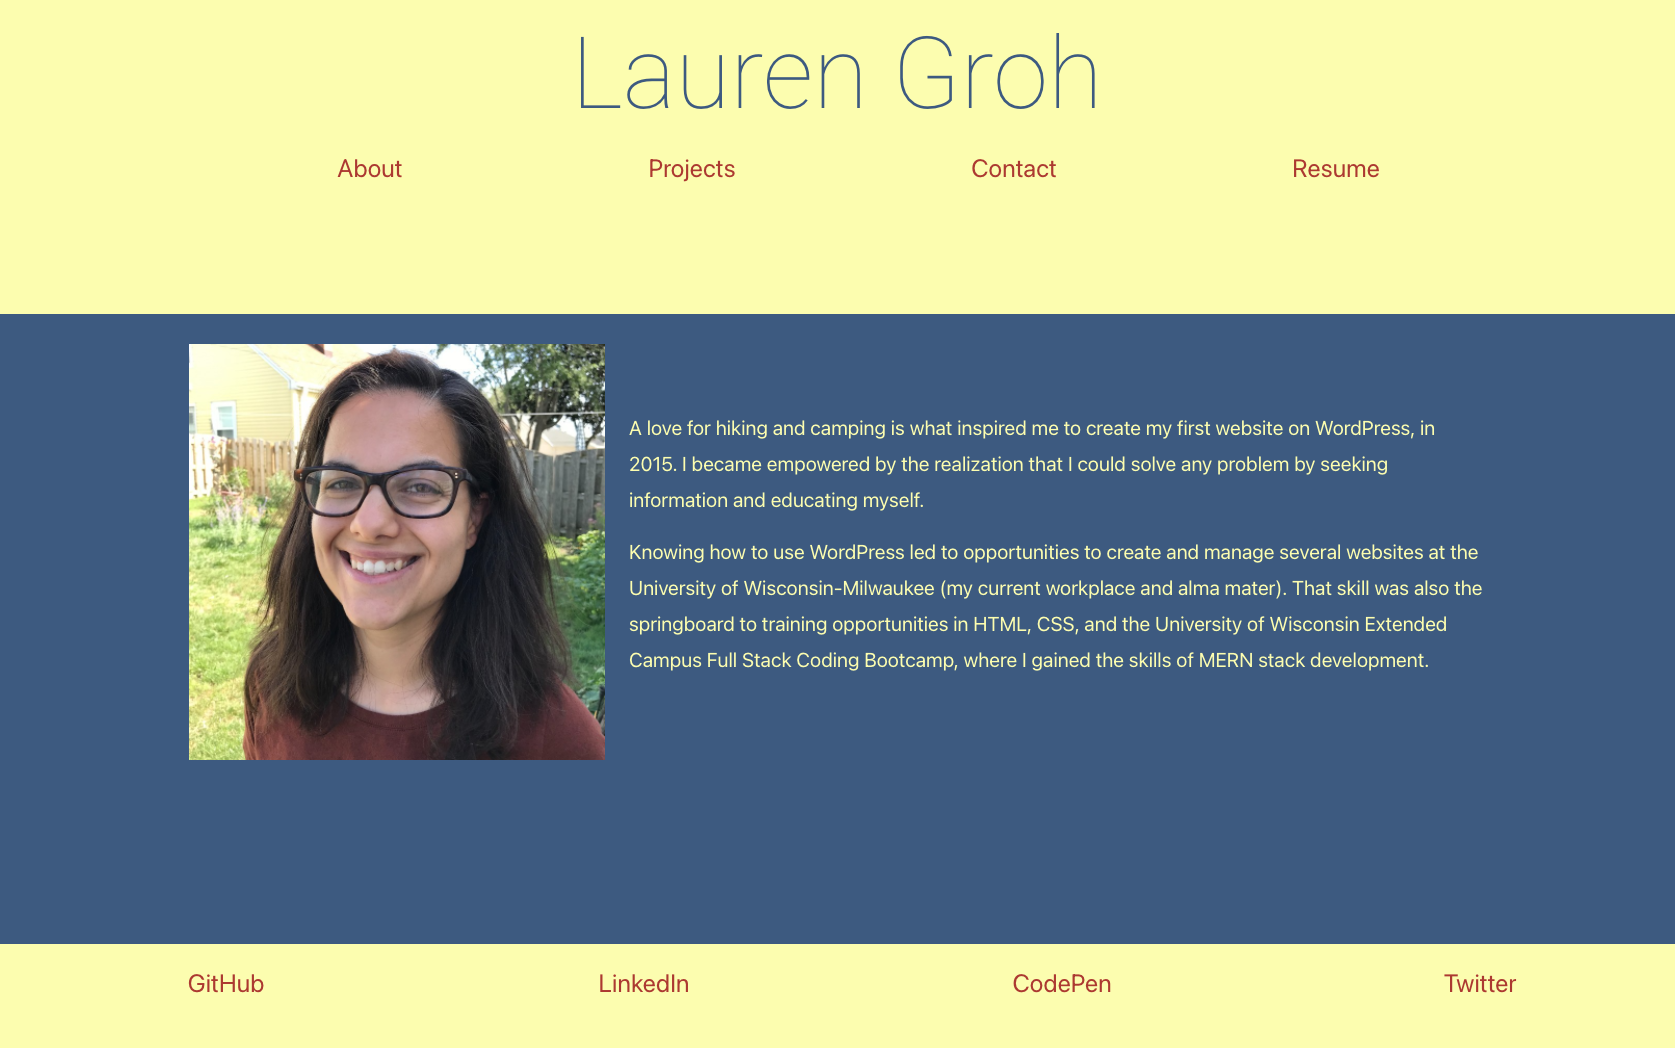 Lauren Groh
About Projects Contact Resume
A love for hiking and camping is what inspired me to create my first website on WordPress, in
2015. I became empowered by the realization that I could solve any problem by seeking
information and educating myself.
Knowing how to use WordPress led to opportunities to create and manage several websites at the
University of Wisconsin-Milwaukee (my current workplace and alma mater). That skill was also the
springboard to training opportunities in HTML, CSS, and the University of Wisconsin Extended
Campus Full Stack Coding Bootcamp, where I gained the skills of MERN stack development.
GitHub LinkedIn CodePen Twitter